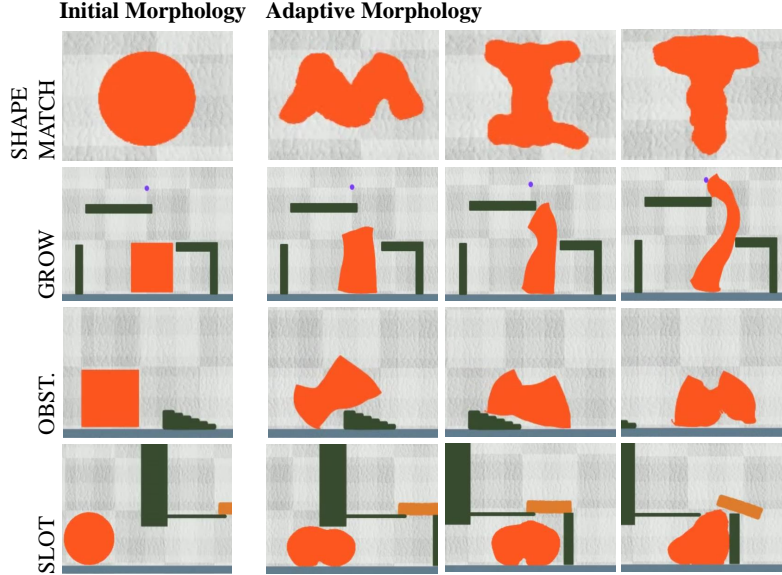 Initial Morphology
Adaptive Morphology
SHAPE
MATCH
GROW
OBST.
SLOT